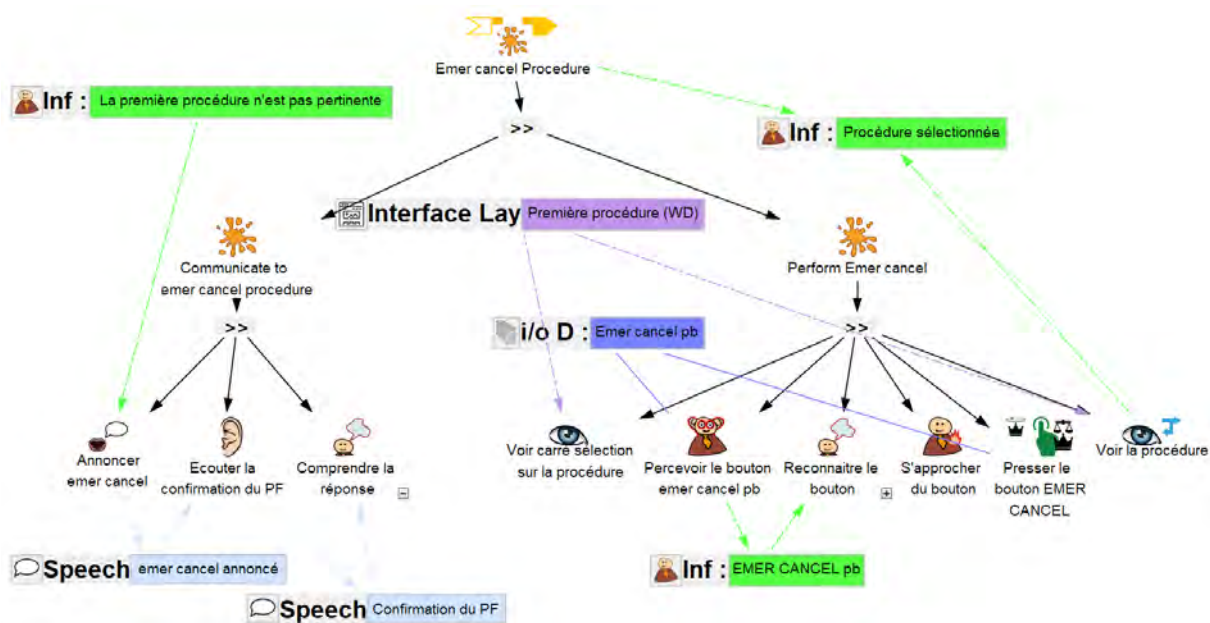 Emer cancel Procedure
Inf : La première procédure n'est pas pertinente
>>
Inf : Procédure sélectionnée
Interface Lay Première procédure (WD)
Communicate to
emer cancel procedure
Perform Emer cancel
>>
i/o D : Emer cancel pb
>>
Annoncer
emer cancel
Ecouter la
confirmation du PF
Comprendre la
réponse
Voir carré sélection
sur la procédure
Percevoir le bouton
emer cancel pb
Reconnaitre le
bouton
S'approcher
du bouton
Presser le
bouton EMER
CANCEL
Voir la procédure
Speech emer cancel annoncé
Inf : EMER CANCEL pb
Speech Confirmation du PF